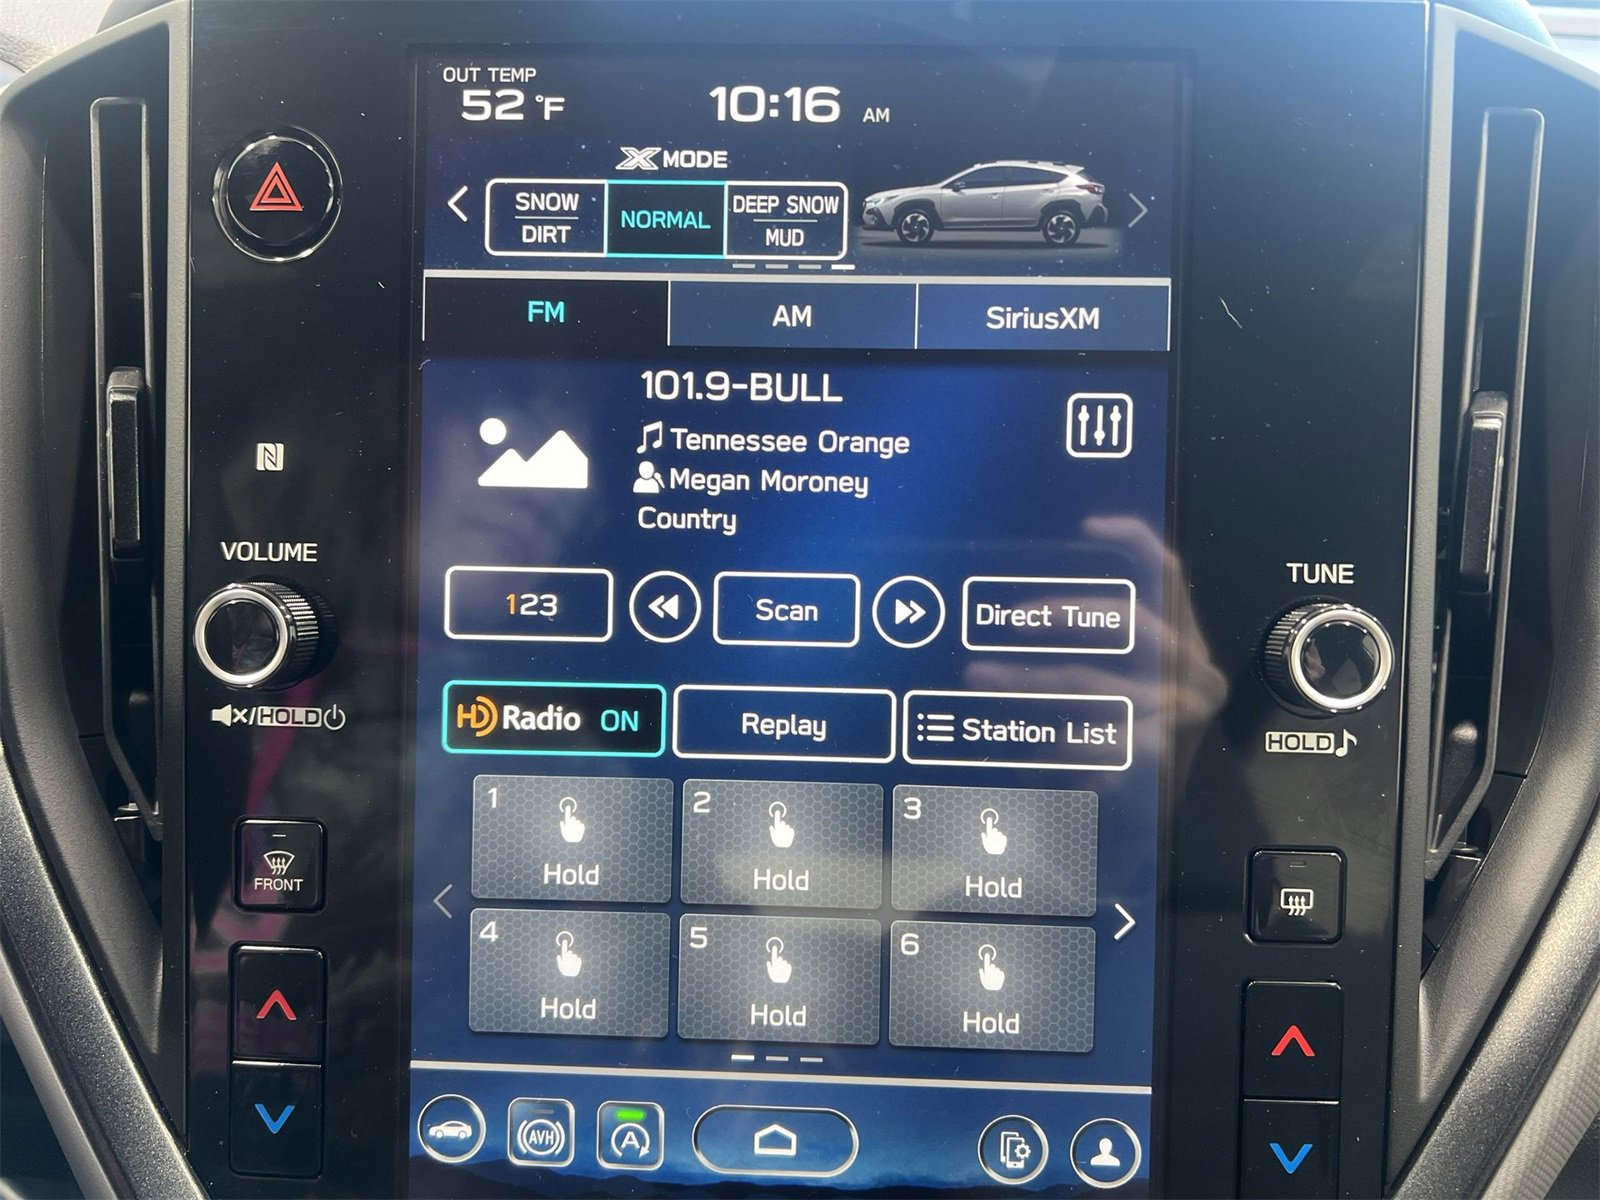 OUT TEMP
52 °F
10:16 AM
X MODE
SNOW
DIRT
NORMAL
DEEP SNOW
MUD
FM
AM
SiriusXM
101.9-BULL
Tennessee Orange
Megan Moroney
Country
VOLUME
TUNE
123
Scan
Direct Tune
HD Radio ON
Replay
Station List
/HOLD
HOLD
1
Hold
2
Hold
3
Hold
4
Hold
5
Hold
6
Hold
FRONT
AVH
A